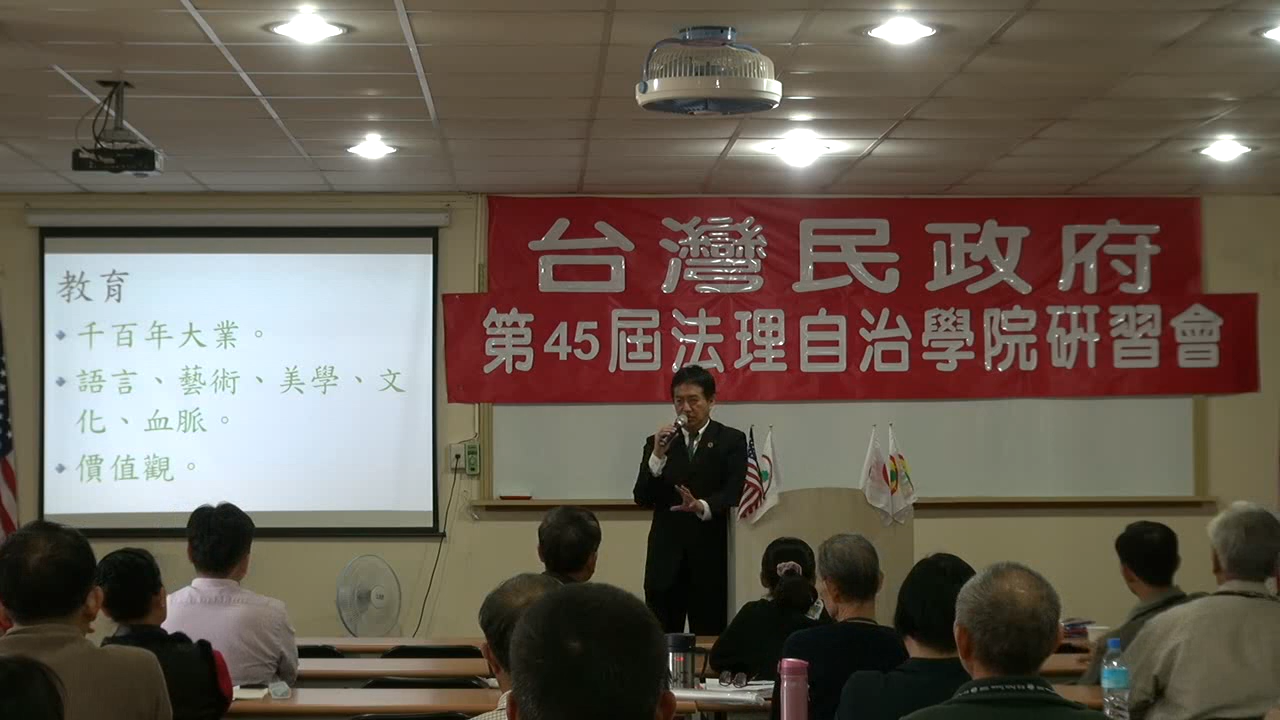 教育
千百年大業。
語言、藝術、美學、文
化、血脈。
價值觀。
台灣民政府
第45屆法理自治學院研習會